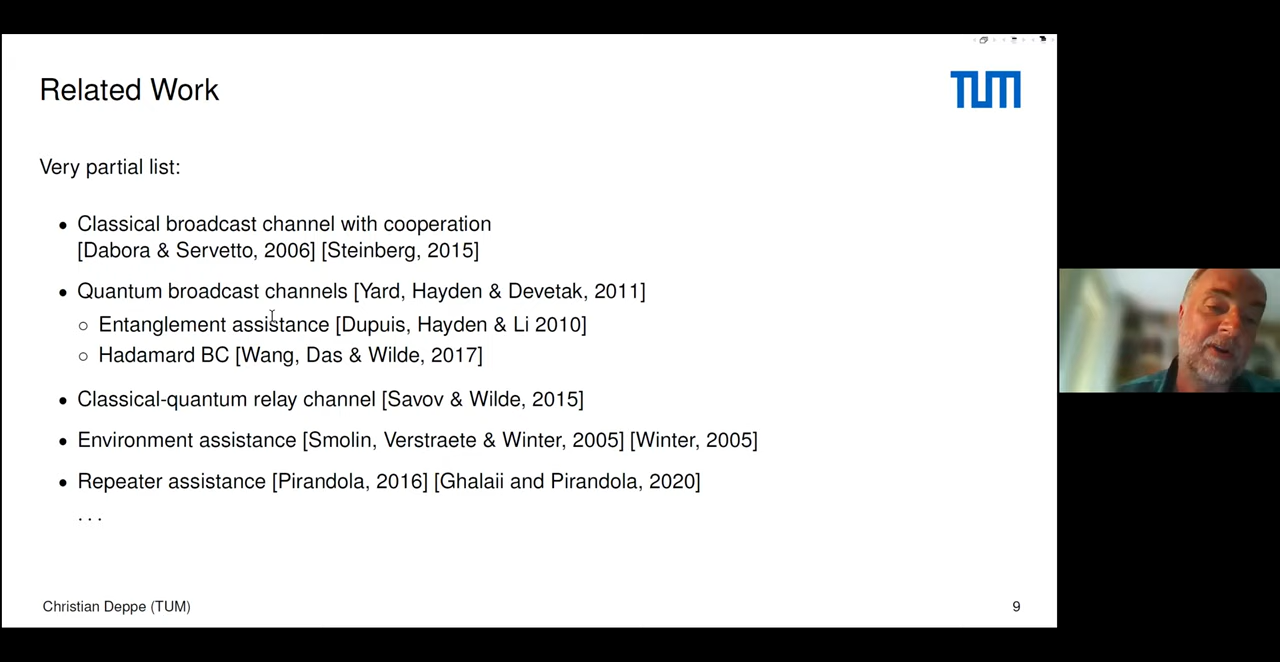 Related Work
TUM
Very partial list:
• Classical broadcast channel with cooperation
[Dabora & Servetto, 2006] [Steinberg, 2015]
• Quantum broadcast channels [Yard, Hayden & Devetak, 2011]
○ Entanglement assistance [Dupuis, Hayden & Li 2010]
○ Hadamard BC [Wang, Das & Wilde, 2017]
• Classical-quantum relay channel [Savov & Wilde, 2015]
• Environment assistance [Smolin, Verstraete & Winter, 2005] [Winter, 2005]
• Repeater assistance [Pirandola, 2016] [Ghalaii and Pirandola, 2020]
. . .
Christian Deppe (TUM)
9